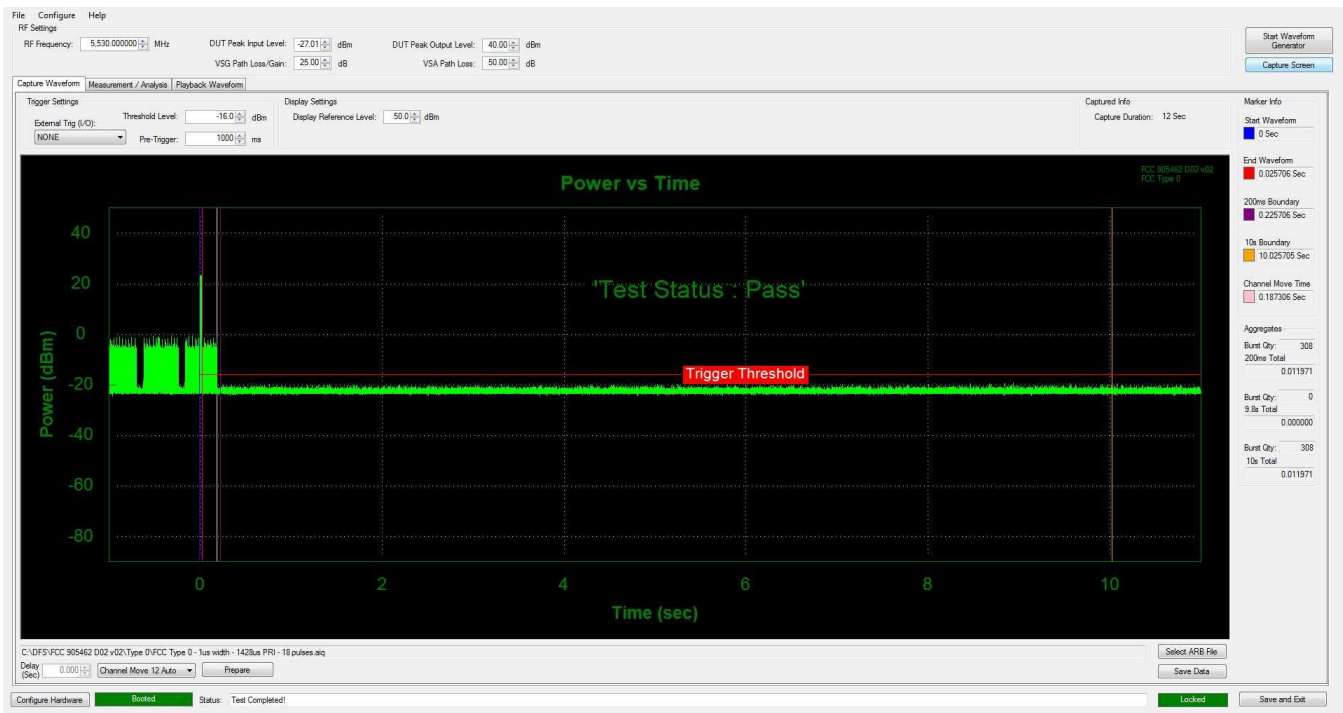 File Configure Help
RF Settings
RF Frequency: 5,530.000000 MHz DUT Peak Input Level: -27.01 dBm DUT Peak Output Level: 40.00 dBm
VSG Path Loss/Gain: 25.00 dB VSA Path Loss: 50.00 dB
Start Waveform Generator
Capture Screen
Capture Waveform Measurement / Analysis Playback Waveform
Trigger Settings
External Trig (I/O): Threshold Level: -16.0 dBm
NONE Pre-Trigger: 1000 ms
Display Settings
Display Reference Level: 50.0 dBm
Captured Info
Capture Duration: 12 Sec
Power vs Time
FCC 905462 D02 v02
FCC Type 0
'Test Status : Pass'
Trigger Threshold
Power (dBm)
40
20
0
-20
-40
-60
-80
0 2 4 6 8 10
Time (sec)
Marker Info
Start Waveform
0 Sec
End Waveform
0.025706 Sec
200ms Boundary
0.225706 Sec
10s Boundary
10.025705 Sec
Channel Move Time
0.187306 Sec
Aggregates
Burst Qty: 308
200ms Total
0.011971
Burst Qty: 0
9.8s Total
0.000000
Burst Qty: 308
10s Total
0.011971
C:\DFS\FCC 905462 D02 v02\Type 0\FCC Type 0 - 1us width - 1428us PRI - 18 pulses.aiq
Select ARB File
Delay (Sec) 0.000 Channel Move 12 Auto Prepare
Save Data
Configure Hardware Booted Status: Test Completed! Locked Save and Exit